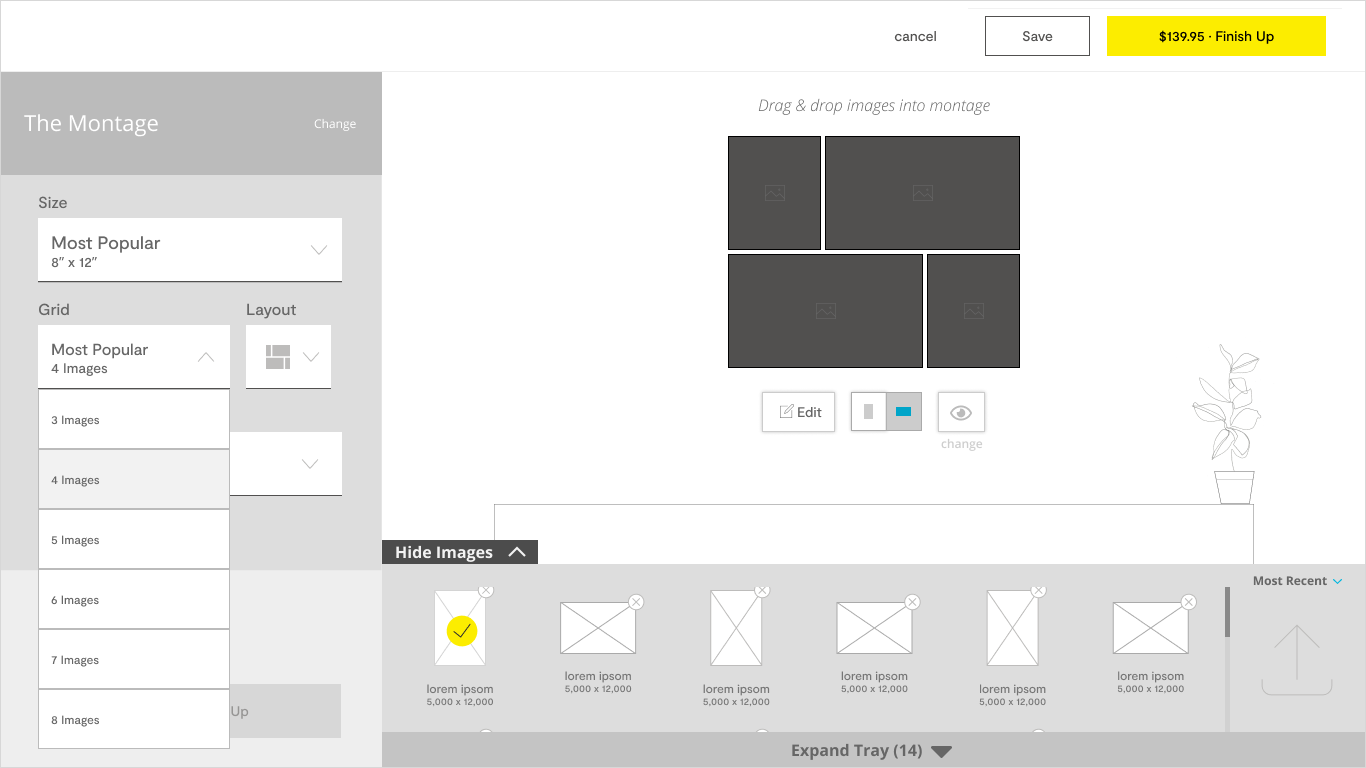 cancel
Save
$139.95 · Finish Up
The Montage
Change
Drag & drop images into montage
Size
Most Popular
8″ x 12″
Grid
Layout
Most Popular
4 Images
3 Images
4 Images
5 Images
6 Images
7 Images
8 Images
Up
Edit
change
Hide Images
Most Recent
lorem ipsom
5,000 x 12,000
lorem ipsom
5,000 x 12,000
lorem ipsom
5,000 x 12,000
lorem ipsom
5,000 x 12,000
lorem ipsom
5,000 x 12,000
lorem ipsom
5,000 x 12,000
Expand Tray (14)